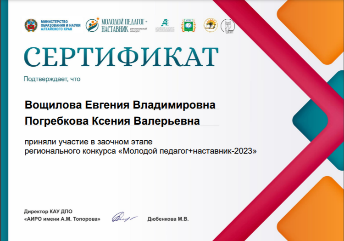 МИНИСТЕРСТВО
ОБРАЗОВАНИЯ И НАУКИ
АЛТАЙСКОГО КРАЯ
МОЛОДОЙ ПЕДАГОГ +
НАСТАВНИК
СЕРТИФИКАТ
Подтверждает, что
Вощилова Евгения Владимировна
Погребкова Ксения Валерьевна
приняли участие в заочном этапе
регионального конкурса «Молодой педагог+наставник-2023»
Директор КАУ ДПО
«АИРО имени А.М. Топорова»
Дюбенкова М.В.